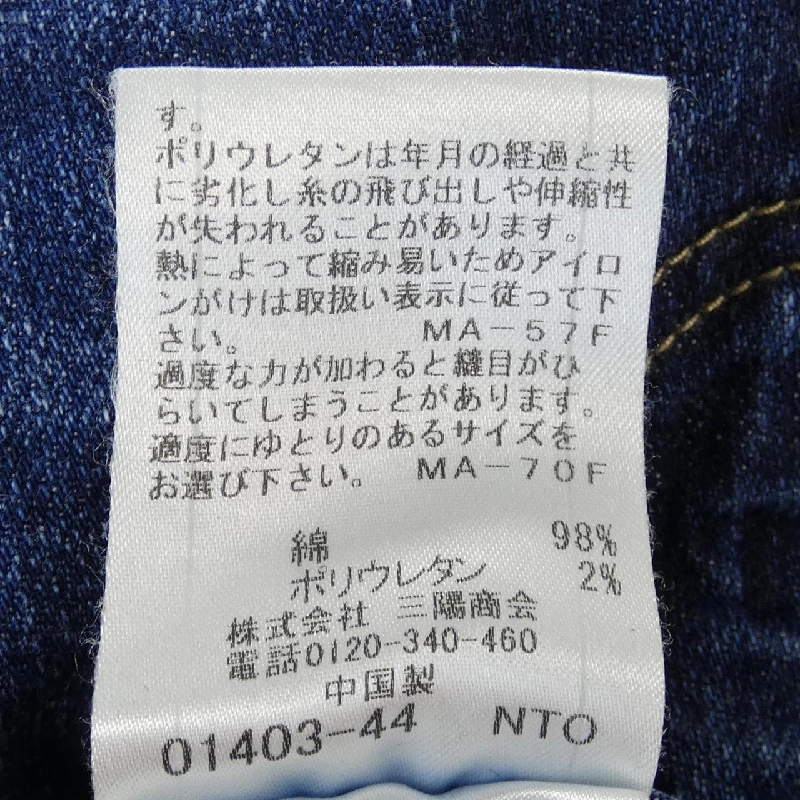 す。
ポリウレタンは年月の経過と共
に劣化し糸の飛び出しや伸縮性
が失われることがあります。
熱によって縮み易いためアイロ
ンがけは取扱い表示に従って下
さい。 MA-57F
過度な力が加わると縫目がひ
らいてしまうことがあります。
適度にゆとりのあるサイズを
お選び下さい。 MA-70F
綿 98%
ポリウレタン 2%
株式会社 三陽商会
電話0120-340-460
中国製
01403-44 NTO